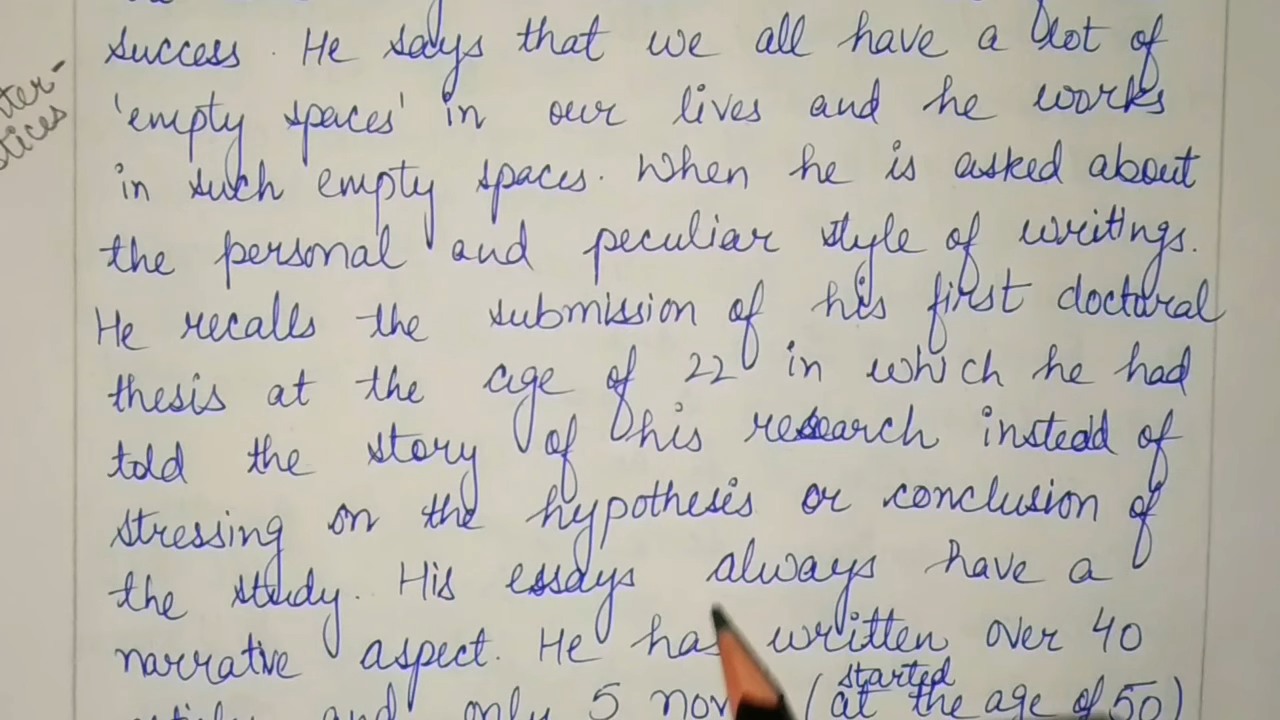 success. He says that we all have a lot of
'empty spaces' in our lives and he works
in such empty spaces. When he is asked about
the personal and peculiar style of writings.
He recalls the submission of his first doctoral
thesis at the age of 22 in which he had
told the story of his research instead of
stressing on the hypothesis or conclusion of
the study. His essays always have a
narrative aspect. He has written over 40
started
and only 5 (at the age of 50)